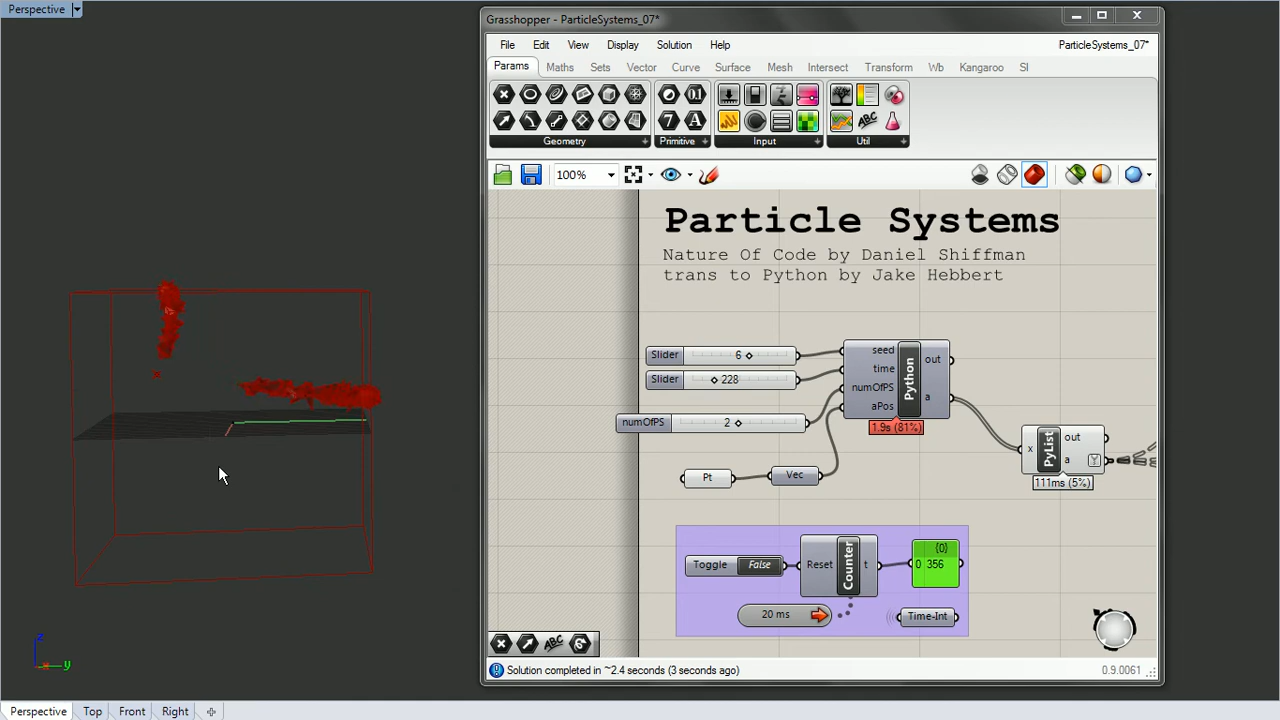 Perspective
Grasshopper - ParticleSystems_07*
File Edit View Display Solution Help ParticleSystems_07*
Params Maths Sets Vector Curve Surface Mesh Intersect Transform Wb Kangaroo SI
Geometry Primitive Input Util
100%
Particle Systems
Nature Of Code by Daniel Shiffman
trans to Python by Jake Hebbert
Slider 6
Slider 228
numOfPS 2
Pt
Vec
seed
time
numOfPS
aPos
Python
out
a
1.9s (81%)
x
PyList
out
a
111ms (5%)
Toggle False
Reset
Counter
t
{0}
0 356
20 ms
Time-Int
Solution completed in ~2.4 seconds (3 seconds ago)
0.9.0061
z
x
y
Perspective Top Front Right